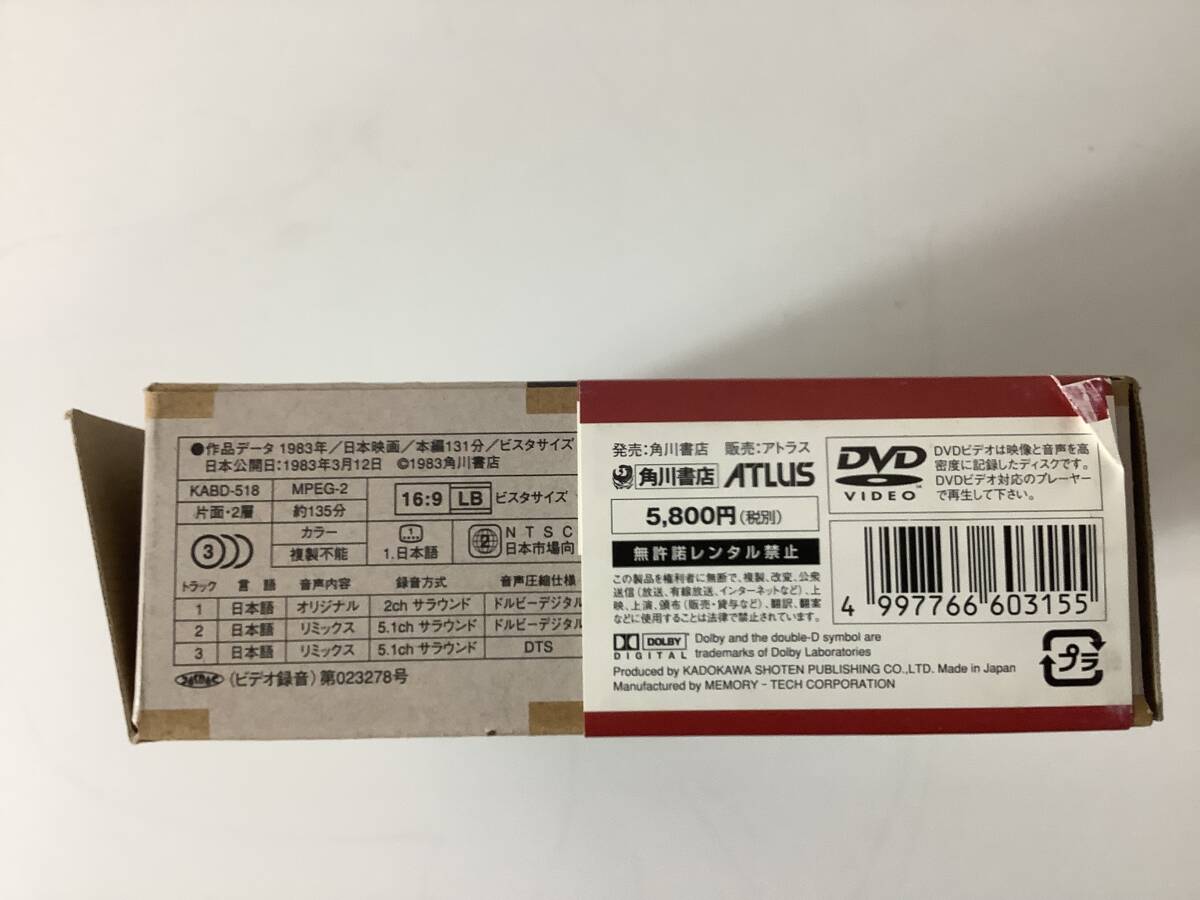 ●作品データ 1983年／日本映画／本編131分／ビスタサイズ
日本公開日:1983年3月12日 ©1983角川書店
KABD-518 MPEG-2
片面・2層 約135分
16:9 LB ビスタサイズ
3 カラー
複製不能
1.日本語
2 NTSC
日本市場向
トラック 言語 音声内容 録音方式 音声圧縮仕様
1 日本語 オリジナル 2ch サラウンド ドルビーデジタル
2 日本語 リミックス 5.1ch サラウンド ドルビーデジタル
3 日本語 リミックス 5.1ch サラウンド DTS
(ビデオ録音)第023278号
発売:角川書店 販売:アトラス
角川書店 ATLUS
5,800円(税別)
無許諾レンタル禁止
この製品を権利者に無断で、複製、改変、公衆
送信(放送、有線放送、インターネットなど)、上
映、上演、頒布(販売・貸与など)、翻訳、翻案
などに使用することは法律で禁止されています。
DVD
VIDEO™
DVDビデオは映像と音声を高
密度に記録したディスクです。
DVDビデオ対応のプレーヤー
で再生して下さい。
4 997766 603155
DOLBY
DIGITAL
Dolby and the double-D symbol are
trademarks of Dolby Laboratories
Produced by KADOKAWA SHOTEN PUBLISHING CO.,LTD. Made in Japan
Manufactured by MEMORY-TECH CORPORATION
プラ